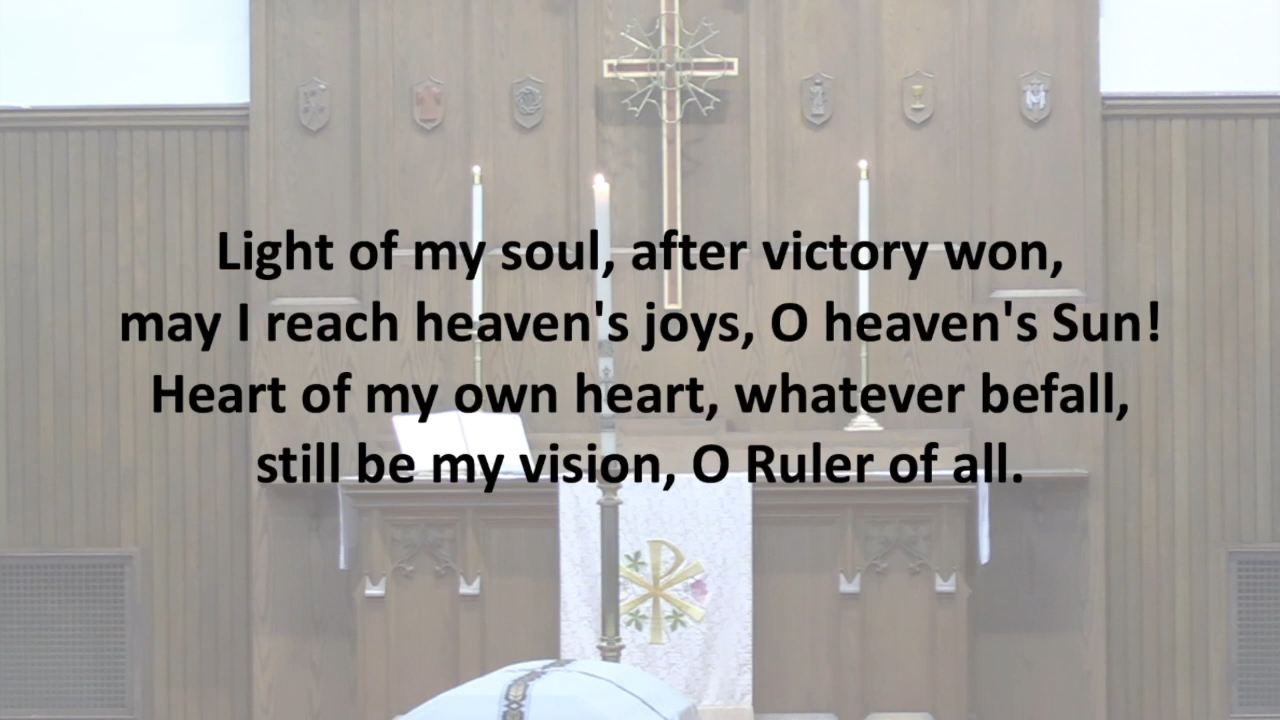 Light of my soul, after victory won,
may I reach heaven's joys, O heaven's Sun!
Heart of my own heart, whatever befall,
still be my vision, O Ruler of all.